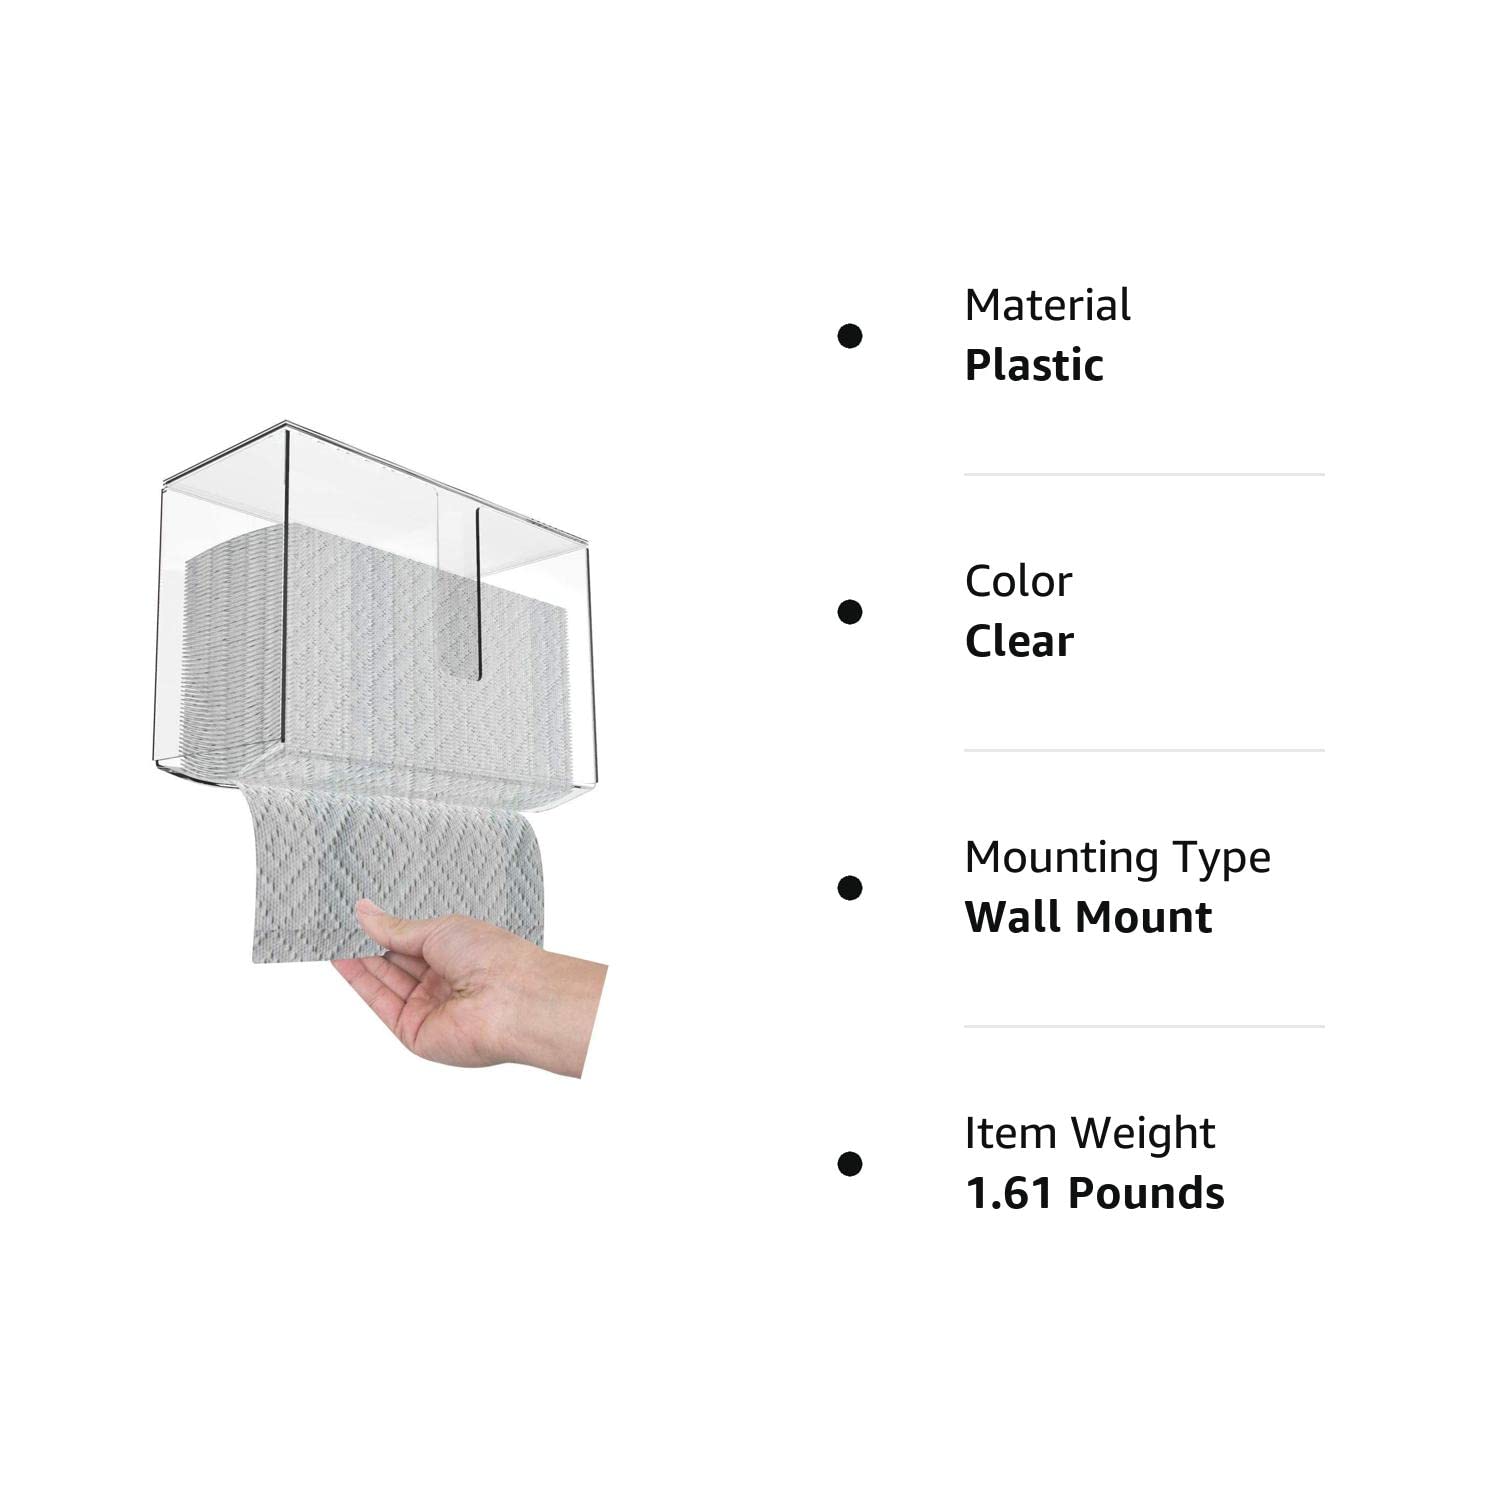 Material
Plastic
Color
Clear
Mounting Type
Wall Mount
Item Weight
1.61 Pounds